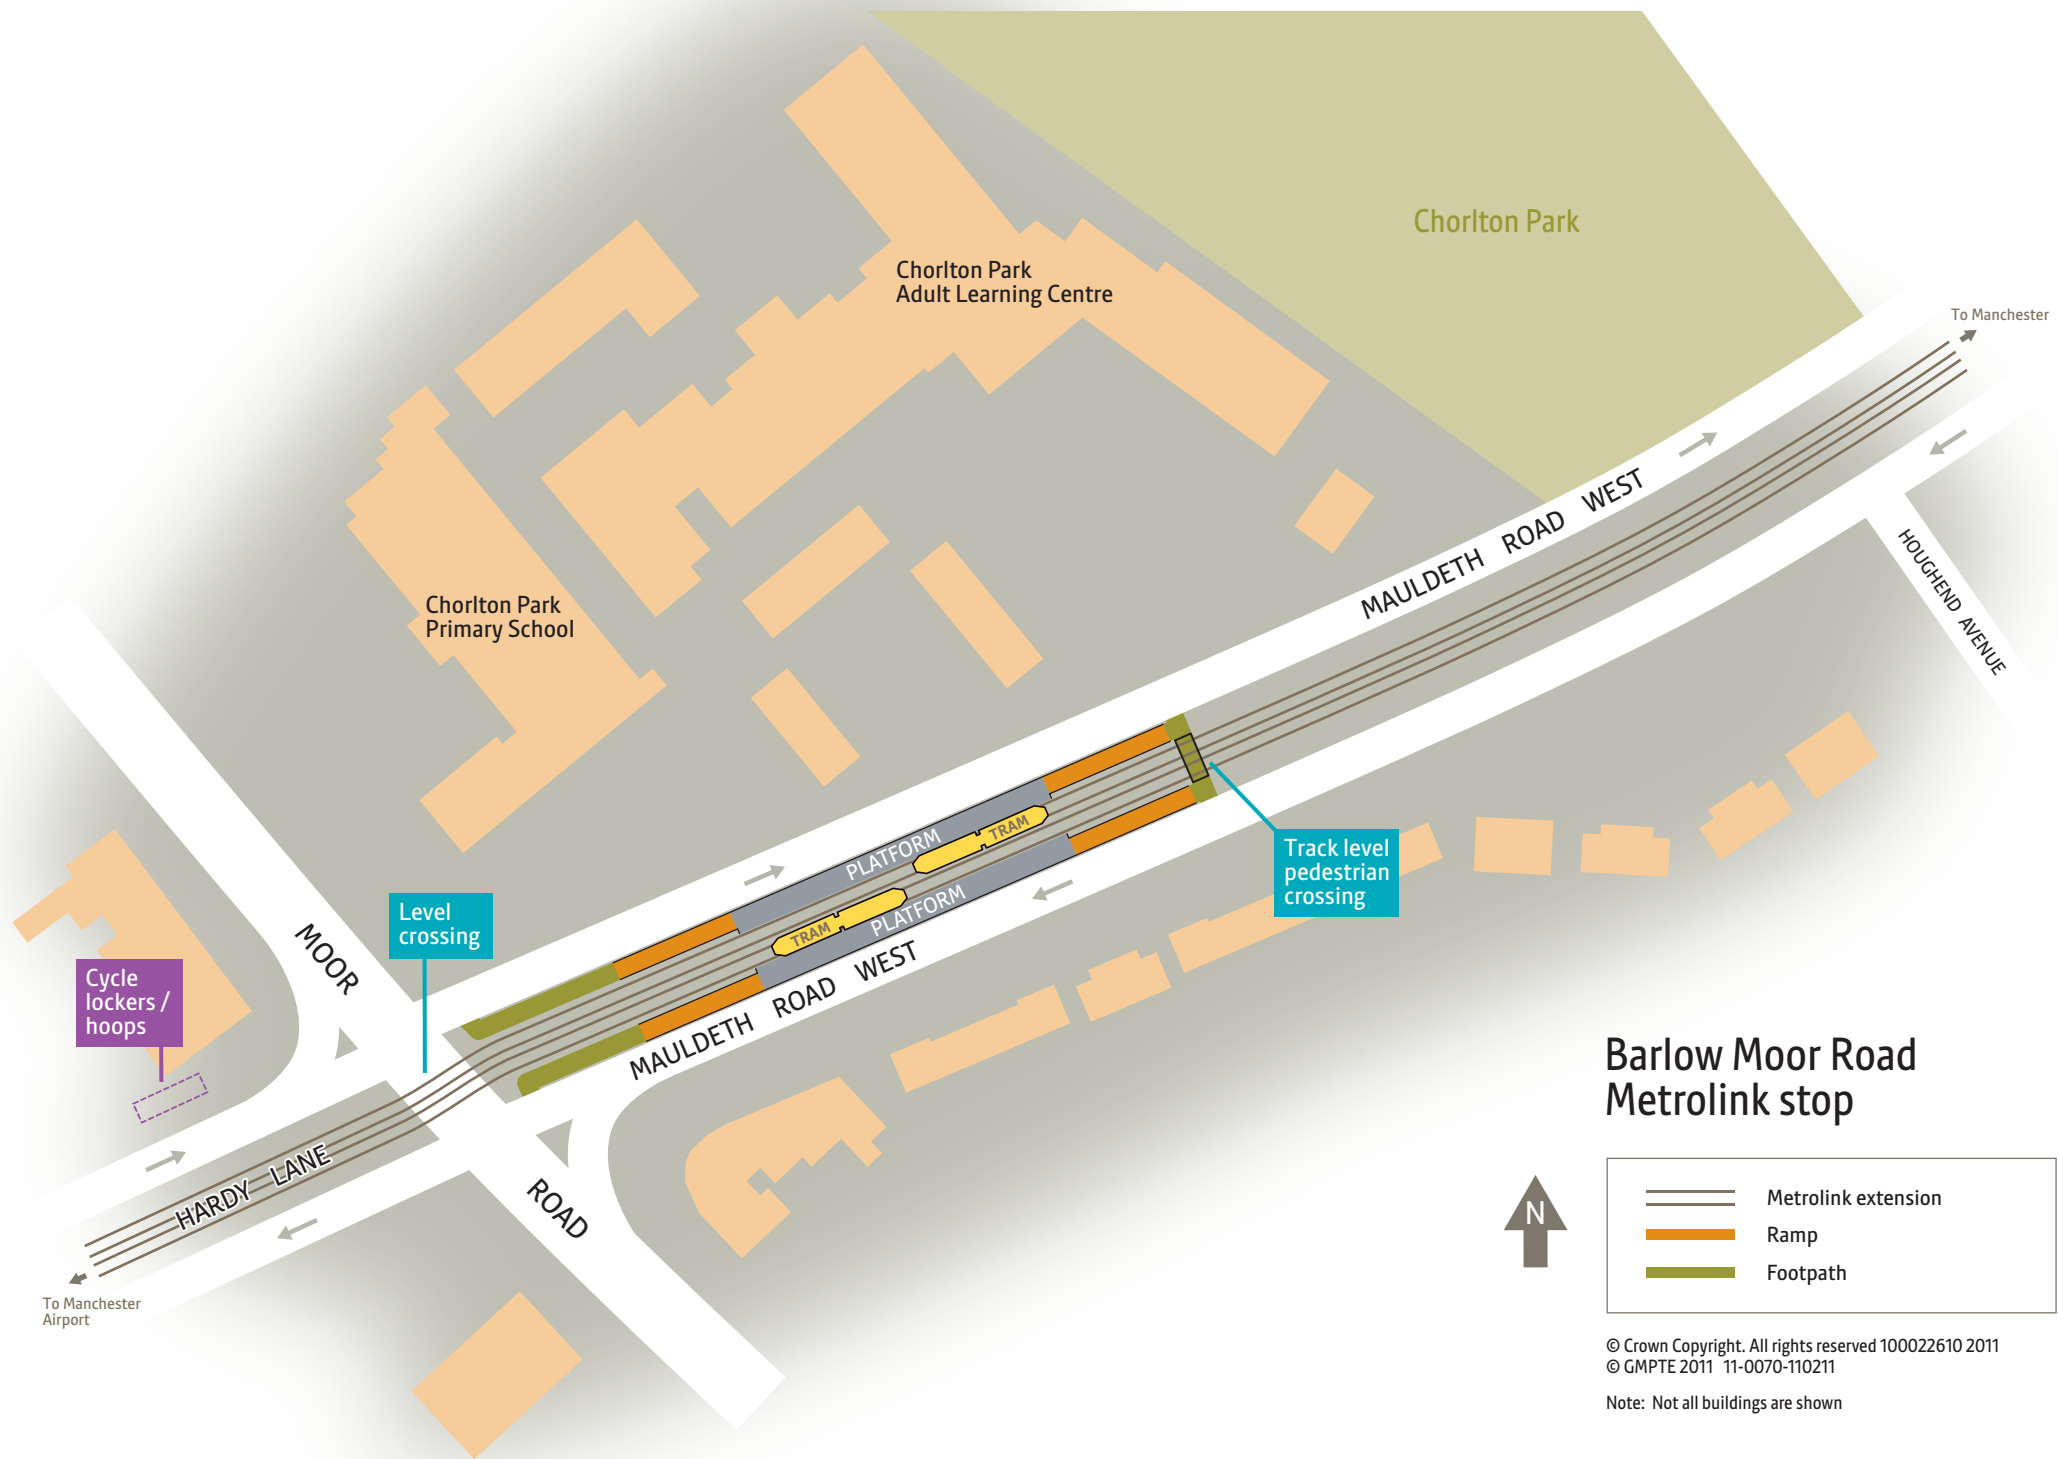 Chorlton Park
To Manchester
Chorlton Park
Adult Learning Centre
MAULDETH ROAD WEST
HOUGHEND AVENUE
Chorlton Park
Primary School
TRAM
PLATFORM
Track level
pedestrian
crossing
PLATFORM
TRAM
Level
crossing
MOOR
MAULDETH ROAD WEST
Cycle
lockers /
hoops
HARDY LANE
ROAD
To Manchester
Airport
Barlow Moor Road
Metrolink stop
N
Metrolink extension
Ramp
Footpath
© Crown Copyright. All rights reserved 100022610 2011
© GMPTE 2011 11-0070-110211
Note: Not all buildings are shown